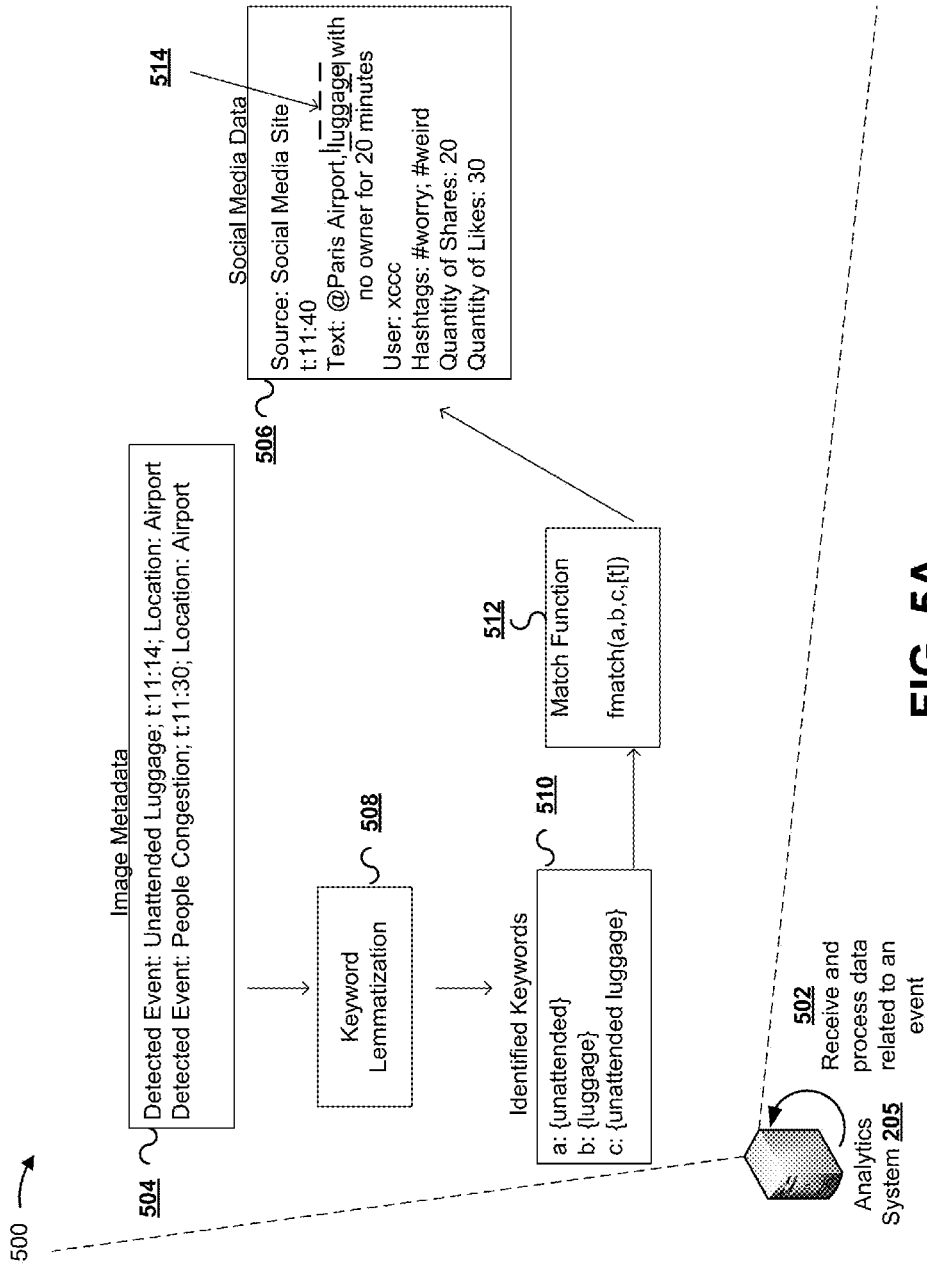 500
Image Metadata
504
Detected Event: Unattended Luggage; t:11:14; Location: Airport
Detected Event: People Congestion; t:11:30; Location: Airport
Keyword
Lemmatization
508
Identified Keywords
510
a: {unattended}
b: {luggage}
c: {unattended luggage}
512
Match Function
fmatch(a,b,c,[t])
514
Social Media Data
506
Source: Social Media Site
t:11:40
Text: @Paris Airport, luggage with
no owner for 20 minutes
User: xccc
Hashtags: #worry; #weird
Quantity of Shares: 20
Quantity of Likes: 30
Analytics
System 205
502
Receive and
process data
related to an
event
FIG. 5A